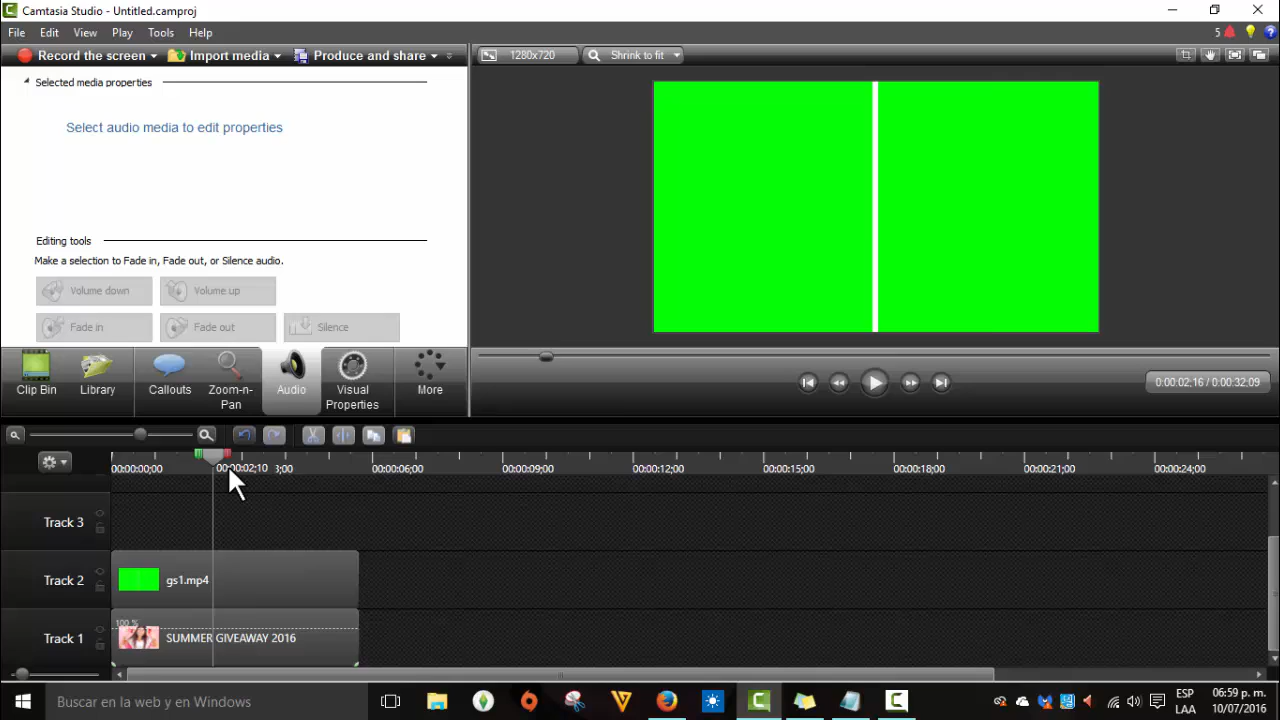 Camtasia Studio - Untitled.camproj
File Edit View Play Tools Help
5
Record the screen Import media Produce and share
1280x720 Shrink to fit
Selected media properties
Select audio media to edit properties
Editing tools
Make a selection to Fade in, Fade out, or Silence audio.
Volume down Volume up
Fade in Fade out Silence
Clip Bin Library Callouts Zoom-n-Pan Audio Visual Properties More
0:00:02;16 / 0:00:32;09
00:00:00;00 00:00:02;10 3;00 00:00:06;00 00:00:09;00 00:00:12;00 00:00:15;00 00:00:18;00 00:00:21;00 00:00:24;00
Track 3
Track 2 gs1.mp4
100 %
Track 1 SUMMER GIVEAWAY 2016
Buscar en la web y en Windows
ESP 06:59 p. m.
LAA 10/07/2016